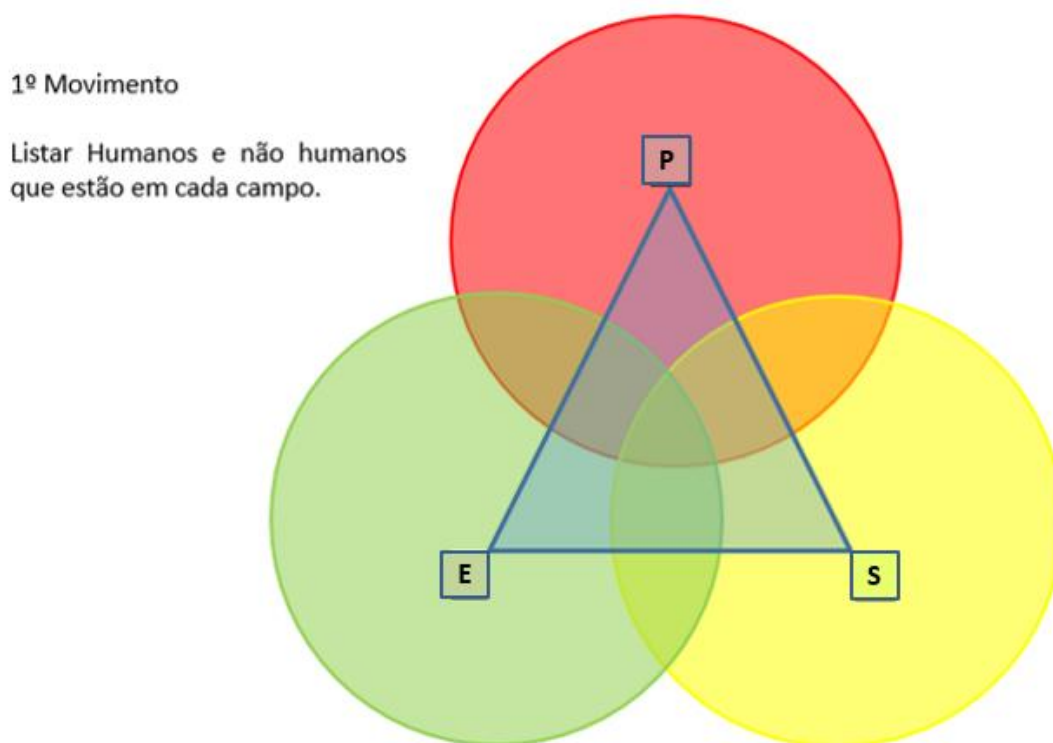 1º Movimento
Listar Humanos e não humanos
que estão em cada campo.
P
E
S